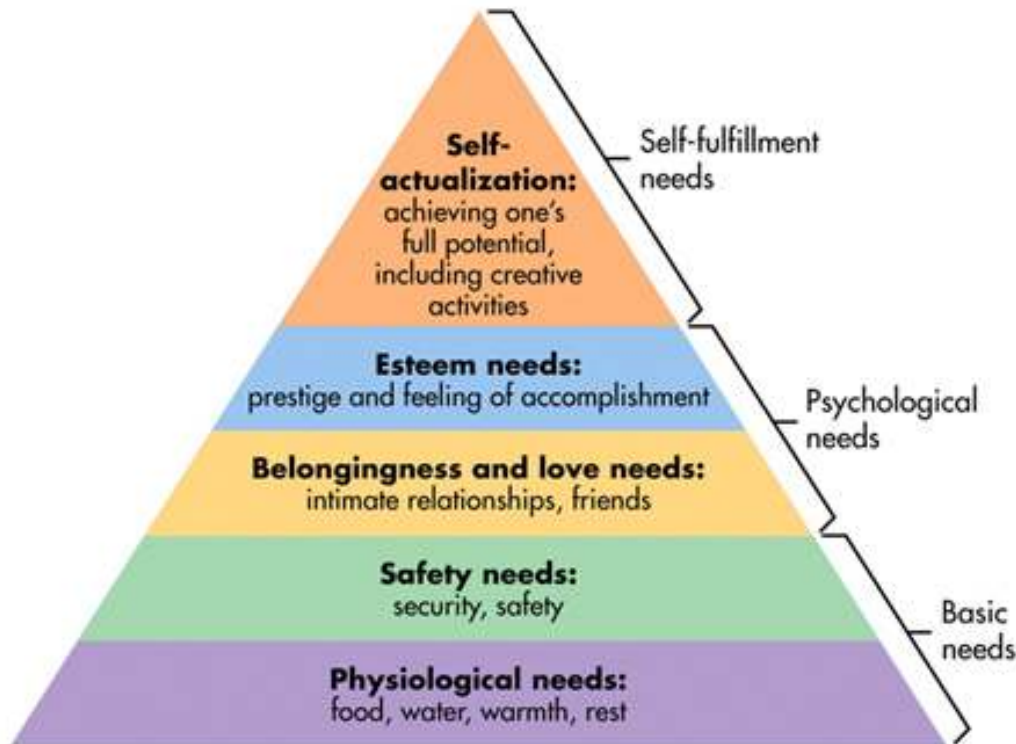 Self-
actualization:
achieving one's
full potential,
including creative
activities
Self-fulfillment
needs
Esteem needs:
prestige and feeling of accomplishment
Psychological
needs
Belongingness and love needs:
intimate relationships, friends
Safety needs:
security, safety
Basic
needs
Physiological needs:
food, water, warmth, rest